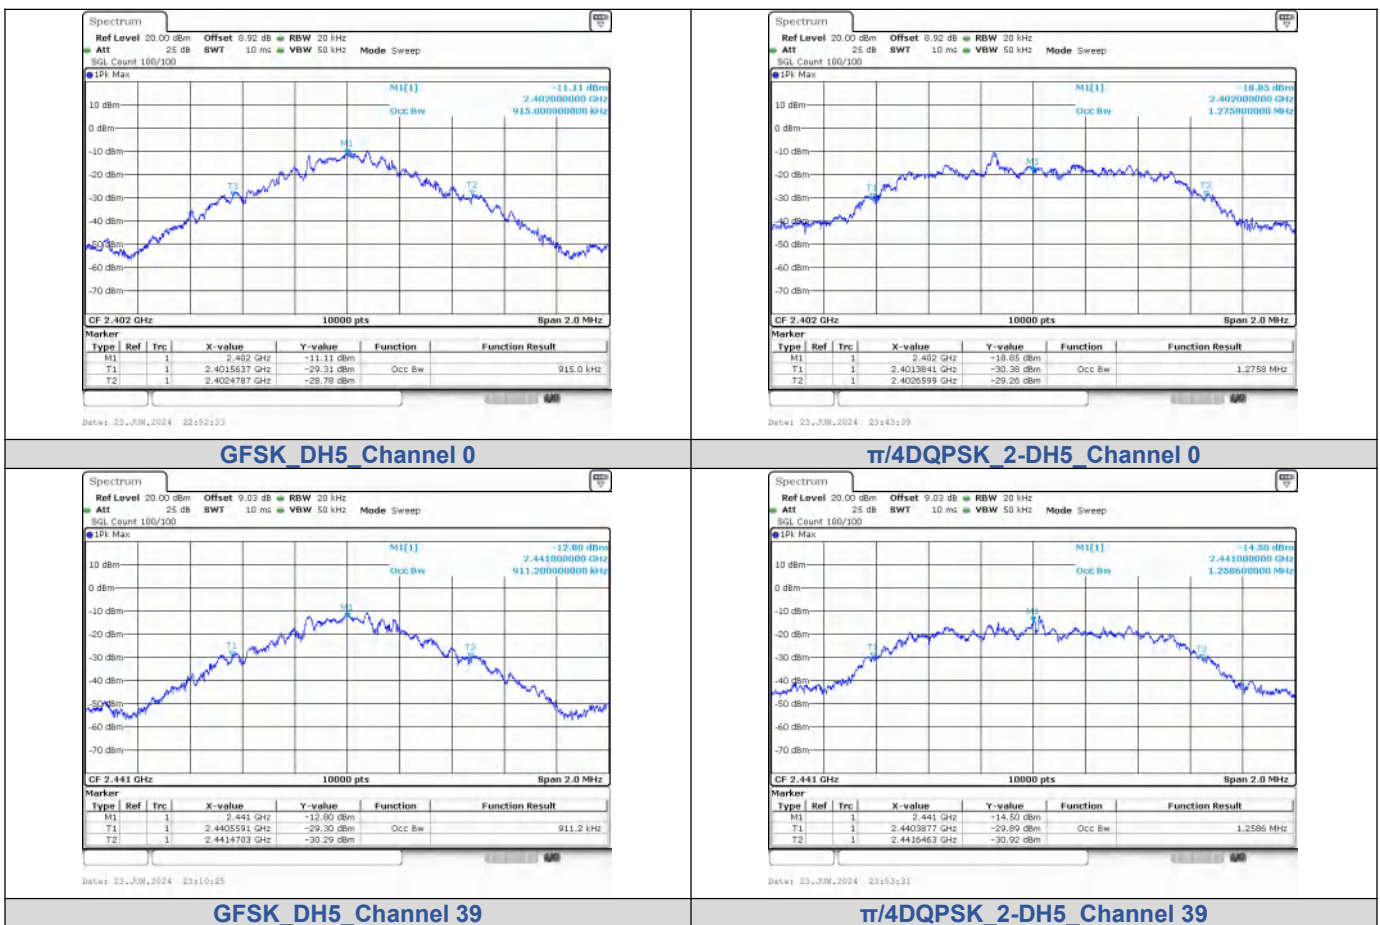 Spectrum
Ref Level 20.00 dBm Offset 8.92 dB RBW 20 kHz
Att 25 dB SWT 10 ms VBW 50 kHz Mode Sweep
SGL Count 100/100
1Pk Max
M1[1] -11.11 dBm
2.402000000 GHz
Occ Bw 915.000000000 kHz
10 dBm
0 dBm
-10 dBm
M1
-20 dBm
T1 T2
-30 dBm
-40 dBm
-50 dBm
-60 dBm
-70 dBm
CF 2.402 GHz 10000 pts Span 2.0 MHz
Marker
Type Ref Trc X-value Y-value Function Function Result
M1 1 2.402 GHz -11.11 dBm
T1 1 2.4015637 GHz -29.31 dBm Occ Bw 915.0 kHz
T2 1 2.4024787 GHz -28.78 dBm
Date: 23.JUN.2024 22:52:33
GFSK_DH5_Channel 0
Spectrum
Ref Level 20.00 dBm Offset 8.92 dB RBW 20 kHz
Att 25 dB SWT 10 ms VBW 50 kHz Mode Sweep
SGL Count 100/100
1Pk Max
M1[1] -18.85 dBm
2.402000000 GHz
Occ Bw 1.275800000 MHz
10 dBm
0 dBm
-10 dBm
M1
-20 dBm
T1 T2
-30 dBm
-40 dBm
-50 dBm
-60 dBm
-70 dBm
CF 2.402 GHz 10000 pts Span 2.0 MHz
Marker
Type Ref Trc X-value Y-value Function Function Result
M1 1 2.402 GHz -18.85 dBm
T1 1 2.4013841 GHz -30.38 dBm Occ Bw 1.2758 MHz
T2 1 2.4026599 GHz -29.26 dBm
Date: 23.JUN.2024 23:43:39
π/4DQPSK_2-DH5_Channel 0
Spectrum
Ref Level 20.00 dBm Offset 9.03 dB RBW 20 kHz
Att 25 dB SWT 10 ms VBW 50 kHz Mode Sweep
SGL Count 100/100
1Pk Max
M1[1] -12.80 dBm
2.441000000 GHz
Occ Bw 911.200000000 kHz
10 dBm
0 dBm
-10 dBm
M1
-20 dBm
T1 T2
-30 dBm
-40 dBm
-50 dBm
-60 dBm
-70 dBm
CF 2.441 GHz 10000 pts Span 2.0 MHz
Marker
Type Ref Trc X-value Y-value Function Function Result
M1 1 2.441 GHz -12.80 dBm
T1 1 2.4405591 GHz -29.30 dBm Occ Bw 911.2 kHz
T2 1 2.4414703 GHz -30.29 dBm
Date: 23.JUN.2024 23:10:25
GFSK_DH5_Channel 39
Spectrum
Ref Level 20.00 dBm Offset 9.03 dB RBW 20 kHz
Att 25 dB SWT 10 ms VBW 50 kHz Mode Sweep
SGL Count 100/100
1Pk Max
M1[1] -14.50 dBm
2.441000000 GHz
Occ Bw 1.258600000 MHz
10 dBm
0 dBm
-10 dBm
M1
-20 dBm
T1 T2
-30 dBm
-40 dBm
-50 dBm
-60 dBm
-70 dBm
CF 2.441 GHz 10000 pts Span 2.0 MHz
Marker
Type Ref Trc X-value Y-value Function Function Result
M1 1 2.441 GHz -14.50 dBm
T1 1 2.4403877 GHz -29.89 dBm Occ Bw 1.2586 MHz
T2 1 2.4416463 GHz -30.92 dBm
Date: 23.JUN.2024 23:53:31
π/4DQPSK_2-DH5_Channel 39